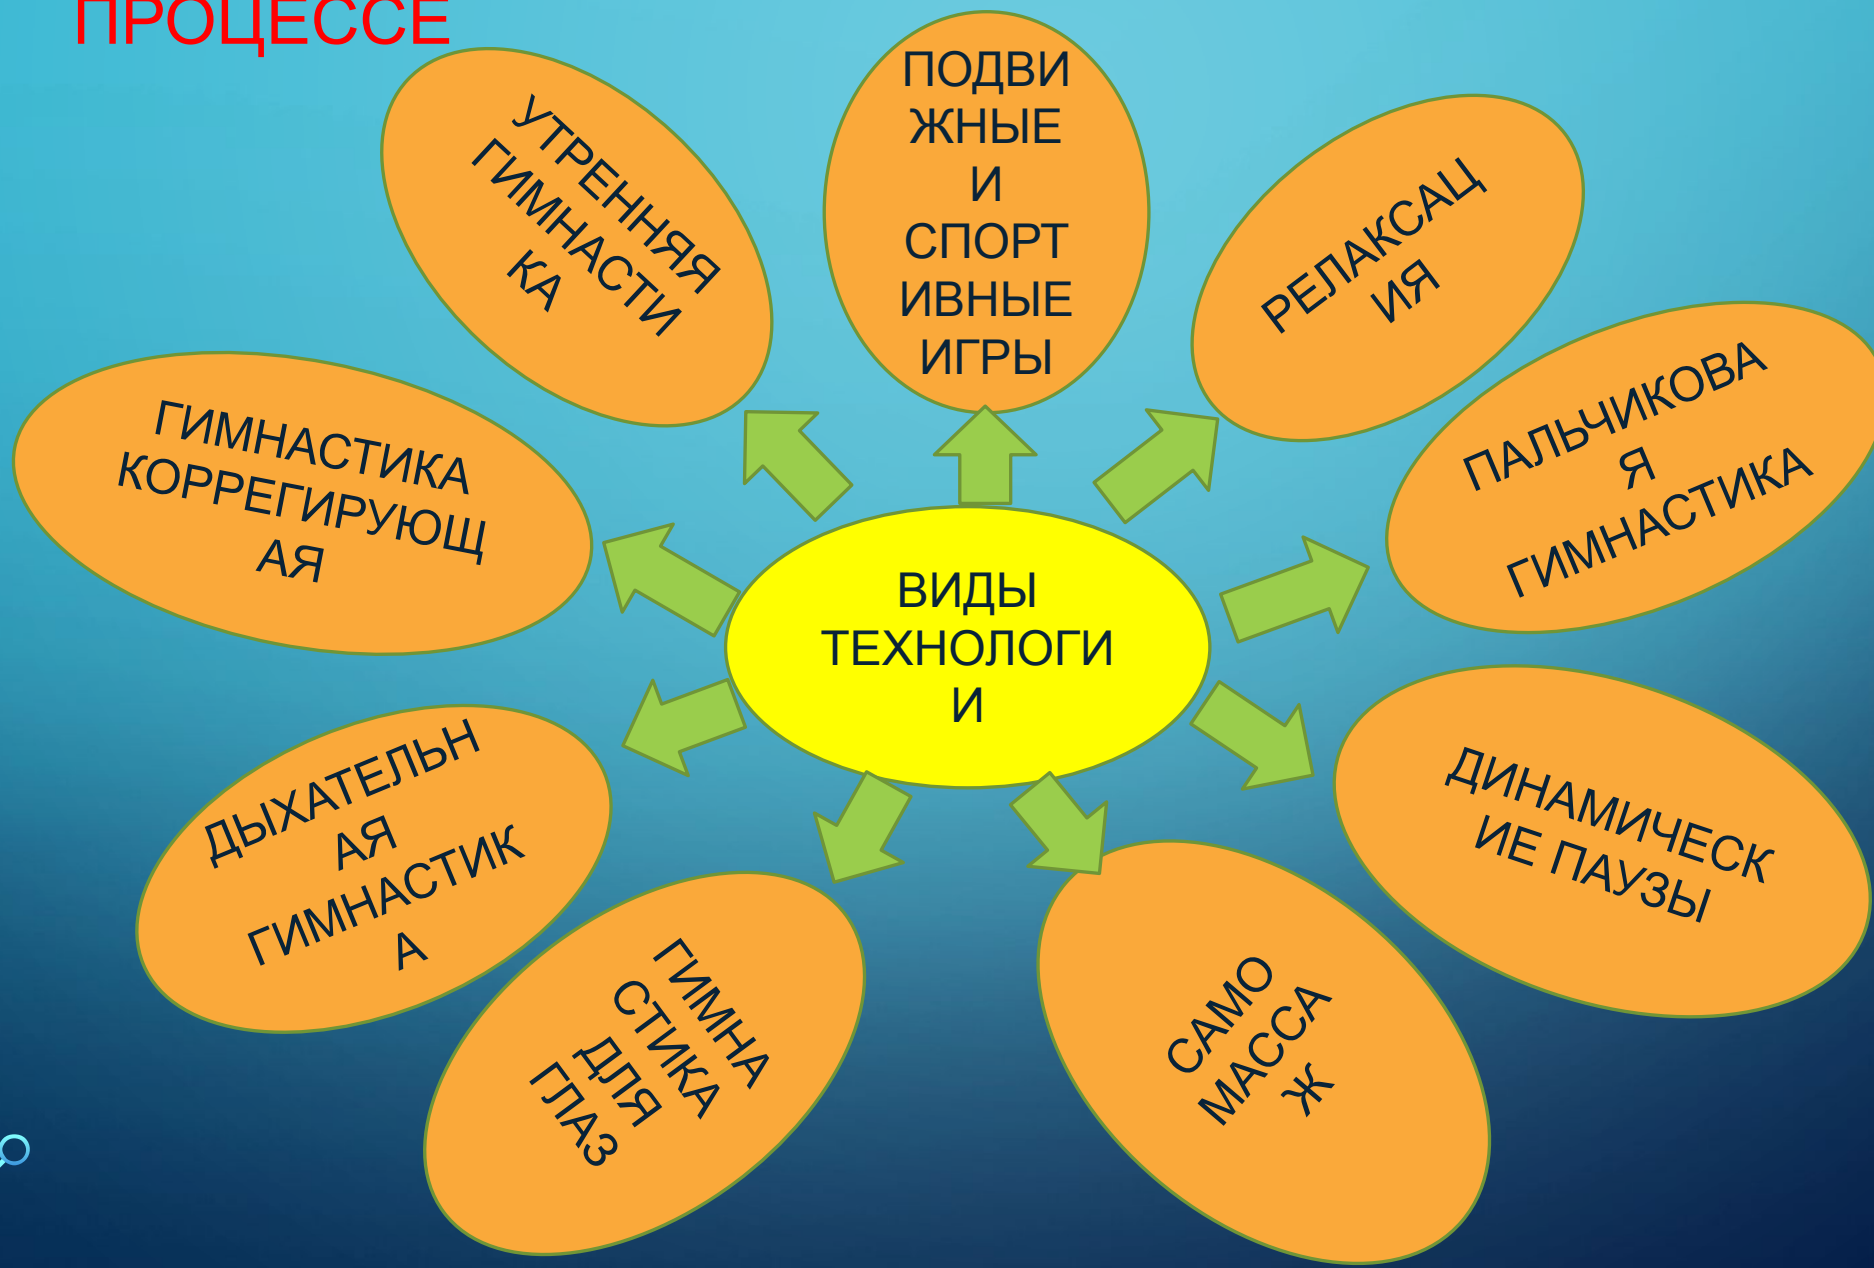 ПРОЦЕССЕ
УТРЕННЯЯ
ГИМНАСТИ
КА
ПОДВИ
ЖНЫЕ
И
СПОРТ
ИВНЫЕ
ИГРЫ
РЕЛАКСАЦ
ИЯ
ПАЛЬЧИКОВА
Я
ГИМНАСТИКА
ГИМНАСТИКА
КОРРЕГИРУЮЩ
АЯ
ВИДЫ
ТЕХНОЛОГИ
И
ДИНАМИЧЕСК
ИЕ ПАУЗЫ
ДЫХАТЕЛЬН
АЯ
ГИМНАСТИК
А
ГИМНА
СТИКА
ДЛЯ
ГЛАЗ
САМО
МАССА
Ж